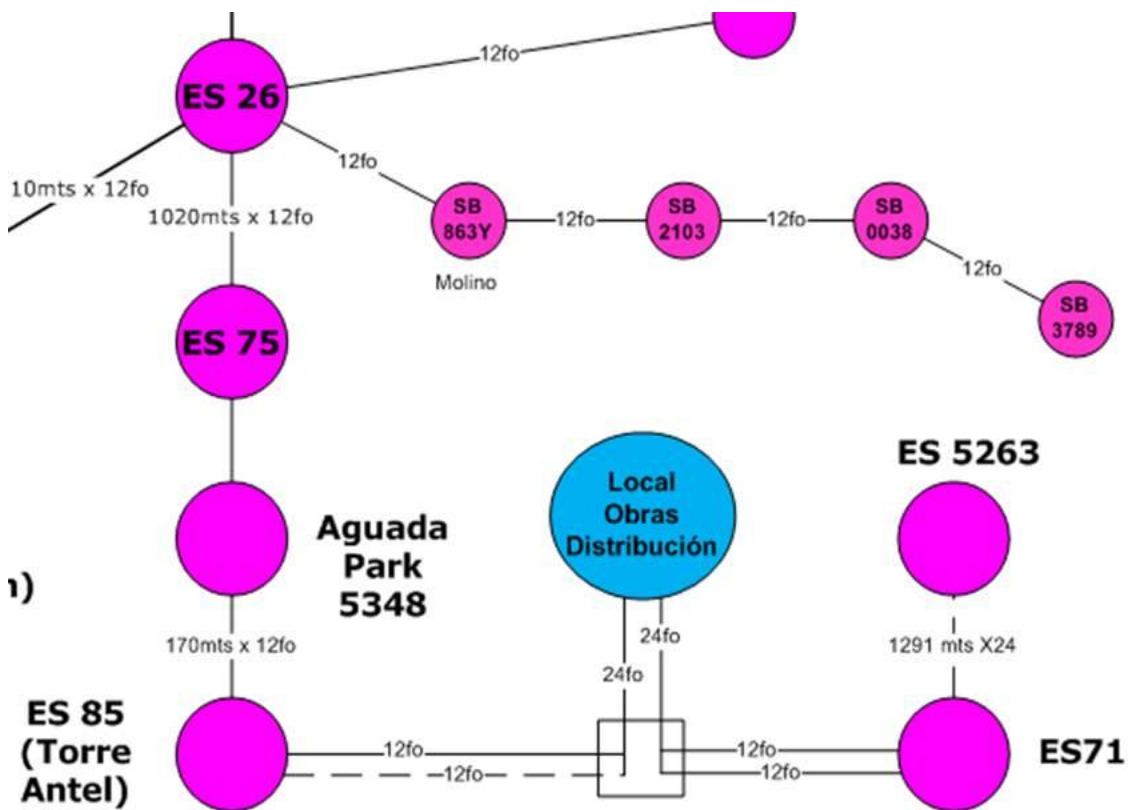 12fo
ES 26
12fo
10mts x 12fo
1020mts x 12fo
SB
863Y
12fo
SB
2103
12fo
SB
0038
12fo
Molino
SB
3789
ES 75
ES 5263
Local
Obras
Distribución
Aguada
Park
5348
)
170mts x 12fo
24fo
1291 mts X24
24fo
ES 85
(Torre
Antel)
12fo
12fo
12fo
12fo
ES71